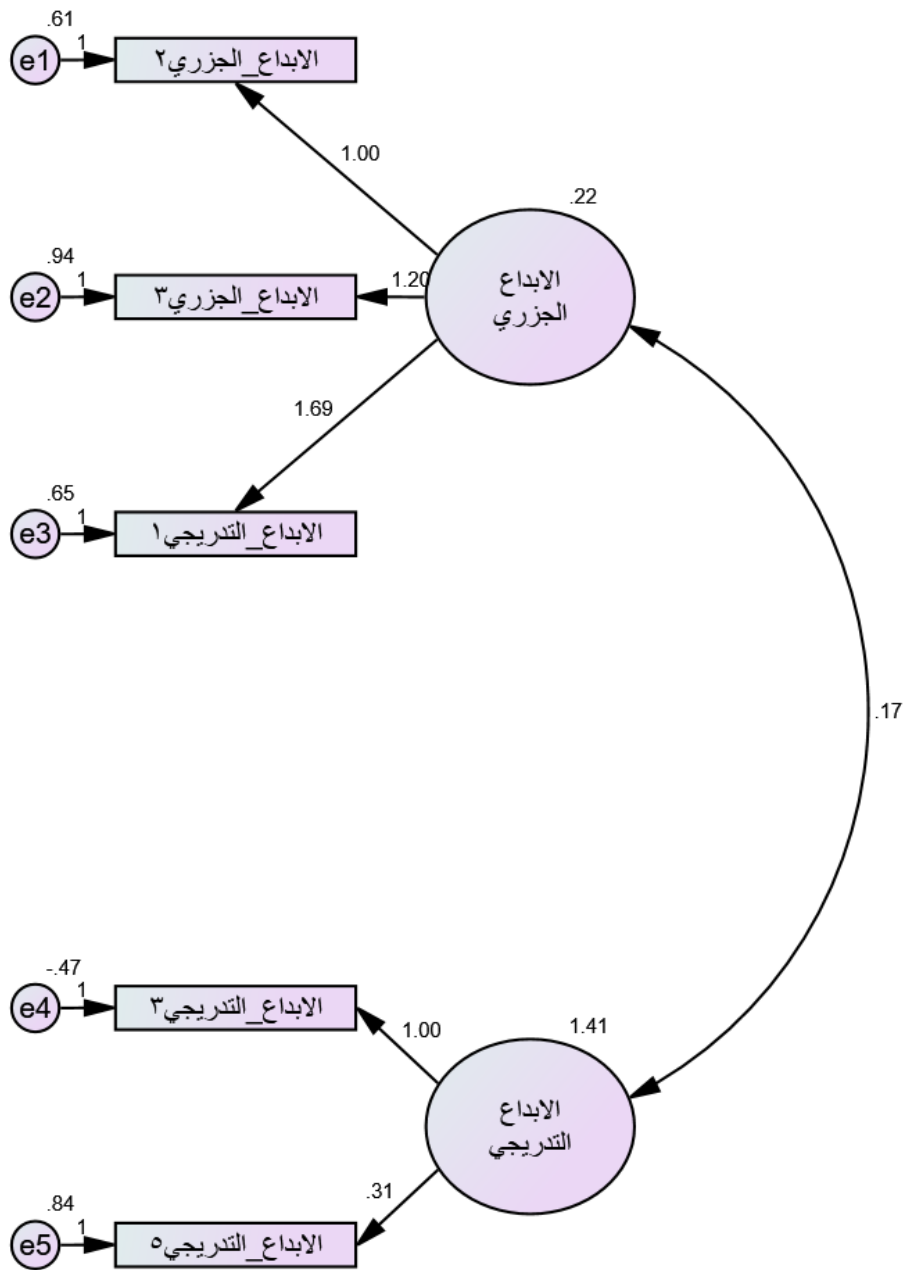 .61
1
e1
الابداع_الجزري٢
1.00
.22
.94
1
e2
الابداع_الجزري٣
1.20
الابداع
الجزري
1.69
.65
1
e3
الابداع_التدريجي١
.17
-.47
1
e4
الابداع_التدريجي٣
1.00
1.41
الابداع
التدريجي
.31
.84
1
e5
الابداع_التدريجي٥